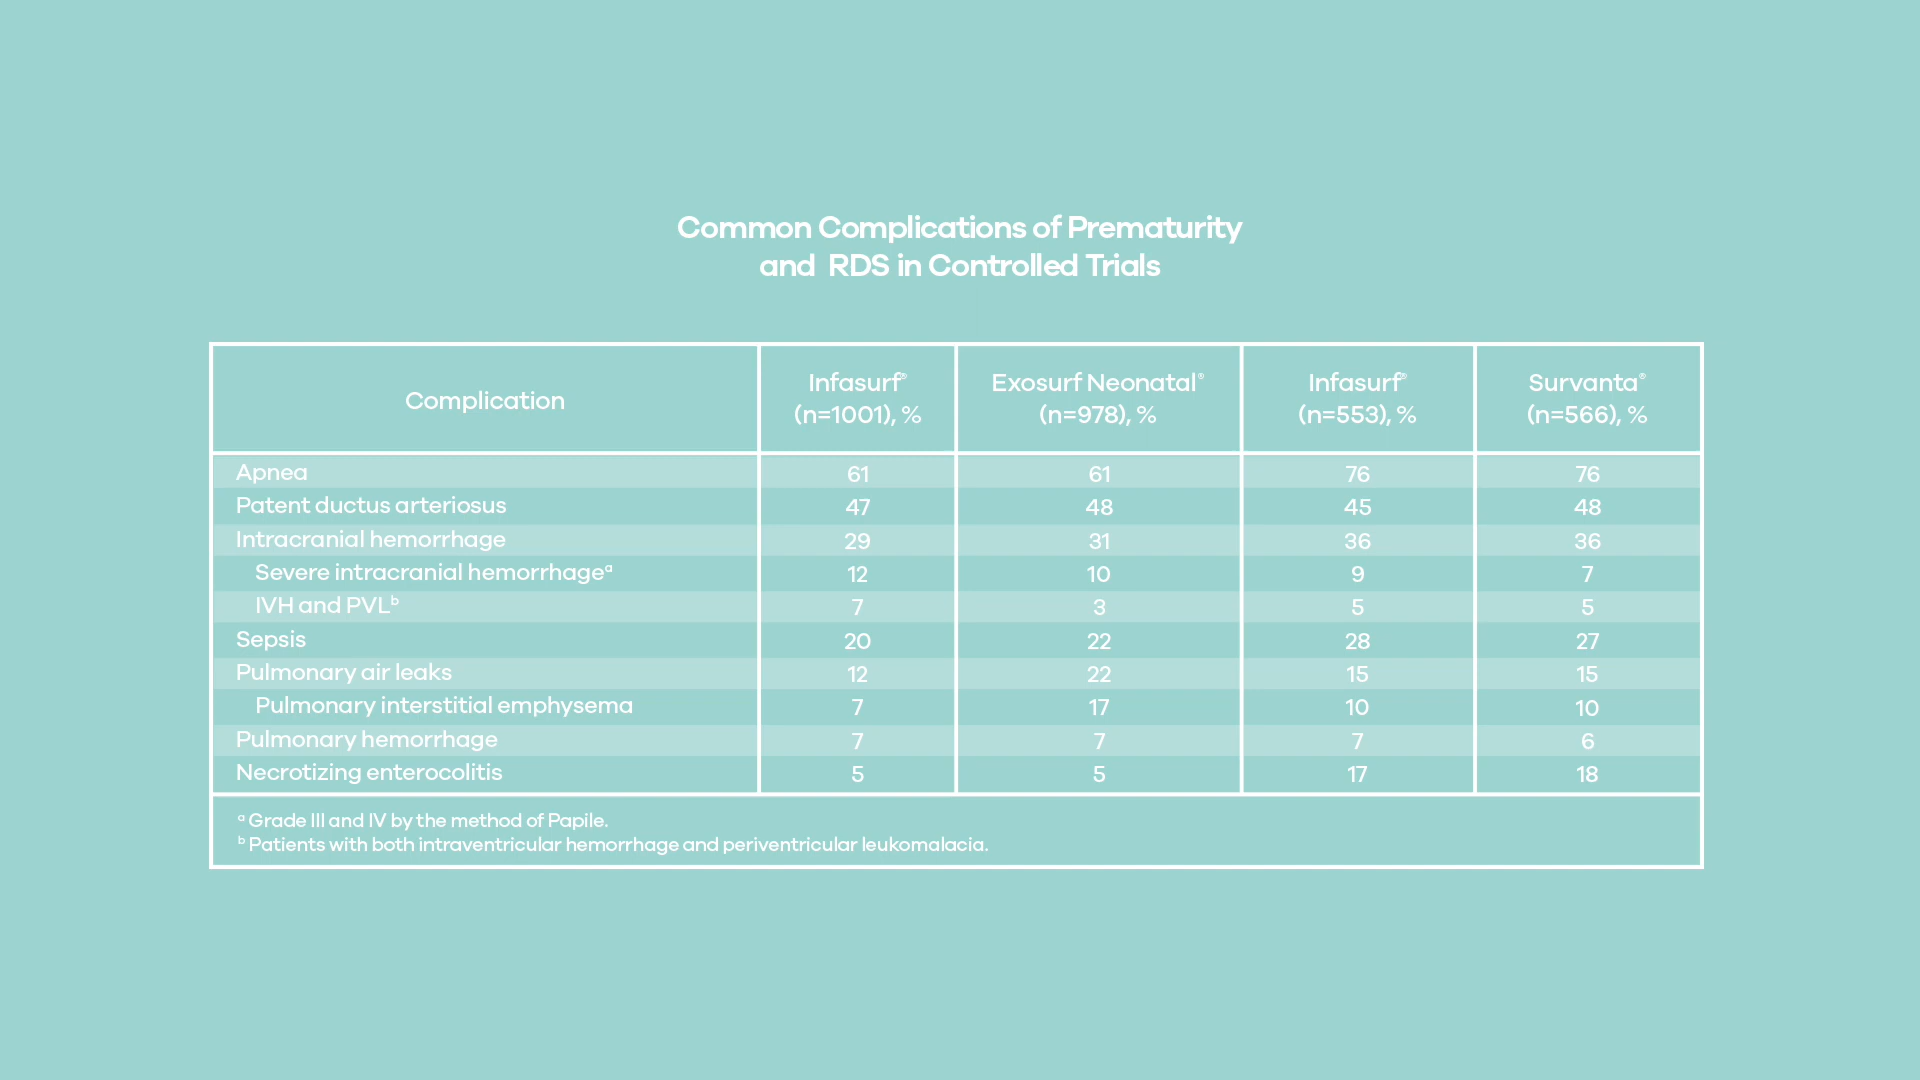 Common Complications of Prematurity
and RDS in Controlled Trials
Complication
Infasurf®
(n=1001), %
Exosurf Neonatal®
(n=978), %
Infasurf®
(n=553), %
Survanta®
(n=566), %
Apnea 61 61 76 76
Patent ductus arteriosus 47 48 45 48
Intracranial hemorrhage 29 31 36 36
Severe intracranial hemorrhageᵃ 12 10 9 7
IVH and PVLᵇ 7 3 5 5
Sepsis 20 22 28 27
Pulmonary air leaks 12 22 15 15
Pulmonary interstitial emphysema 7 17 10 10
Pulmonary hemorrhage 7 7 7 6
Necrotizing enterocolitis 5 5 17 18
ᵃ Grade III and IV by the method of Papile.
ᵇ Patients with both intraventricular hemorrhage and periventricular leukomalacia.